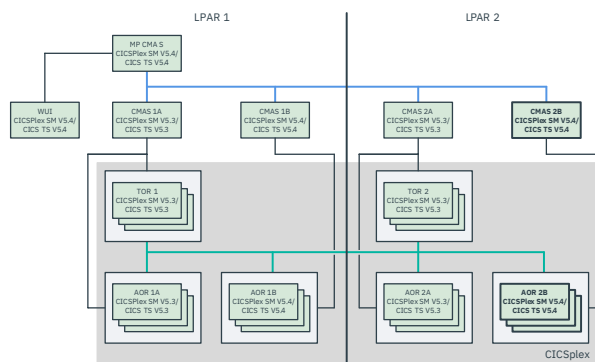 LPAR 1
LPAR 2
MP CMA S
CICSPlex SM V5.4/
CICS TS V5.4
WUI
CICSPlex SM V5.4/
CICS TS V5.4
CMAS 1A
CICSPlex SM V5.3/
CICS TS V5.3
CMAS 1B
CICSPlex SM V5.4/
CICS TS V5.4
CMAS 2A
CICSPlex SM V5.3/
CICS TS V5.3
CMAS 2B
CICSPlex SM V5.4/
CICS TS V5.4
TOR 1
CICSPlex SM V5.3/
CICS TS V5.3
TOR 2
CICSPlex SM V5.3/
CICS TS V5.3
AOR 1A
CICSPlex SM V5.3/
CICS TS V5.3
AOR 1B
CICSPlex SM V5.4/
CICS TS V5.4
AOR 2A
CICSPlex SM V5.3/
CICS TS V5.3
AOR 2B
CICSPlex SM V5.4/
CICS TS V5.4
CICSplex